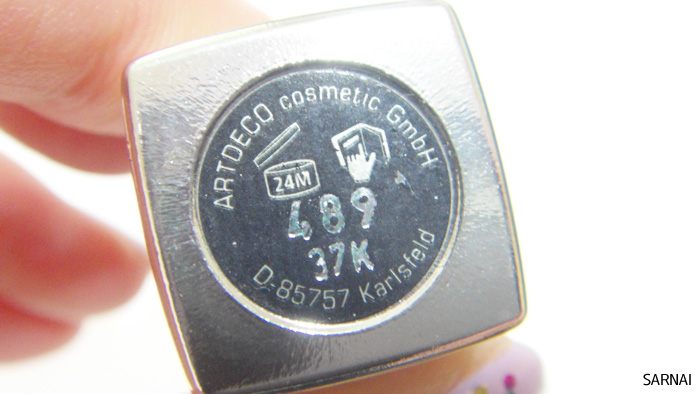 ARTDECO cosmetic GmbH
24M
489
37K
D-85757 Karlsfeld
SARNAI